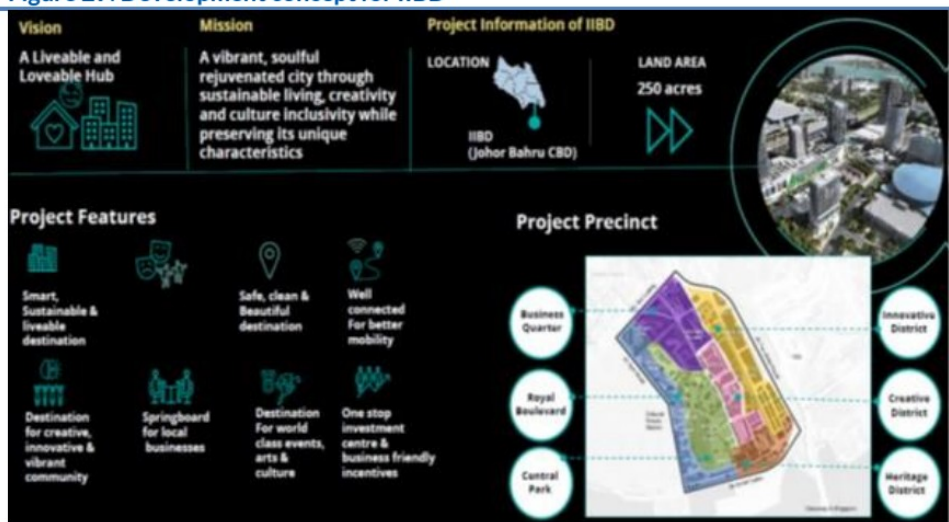 Vision
A Liveable and
Loveable Hub
Mission
A vibrant, soulful
rejuvenated city through
sustainable living, creativity
and culture inclusivity while
preserving its unique
characteristics
Project Information of IIBD
LOCATION
IIBD
(Johor Bahru CBD)
LAND AREA
250 acres
Project Features
Smart,
Sustainable &
liveable
destination
Safe, clean &
Beautiful
destination
Well
connected
For better
mobility
Destination
for creative,
innovative &
vibrant
community
Springboard
for local
businesses
Destination
For world
class events,
arts &
culture
One stop
investment
centre &
business friendly
incentives
Project Precinct
Business
Quarter
Royal
Boulevard
Central
Park
Innovative
District
Creative
District
Heritage
District